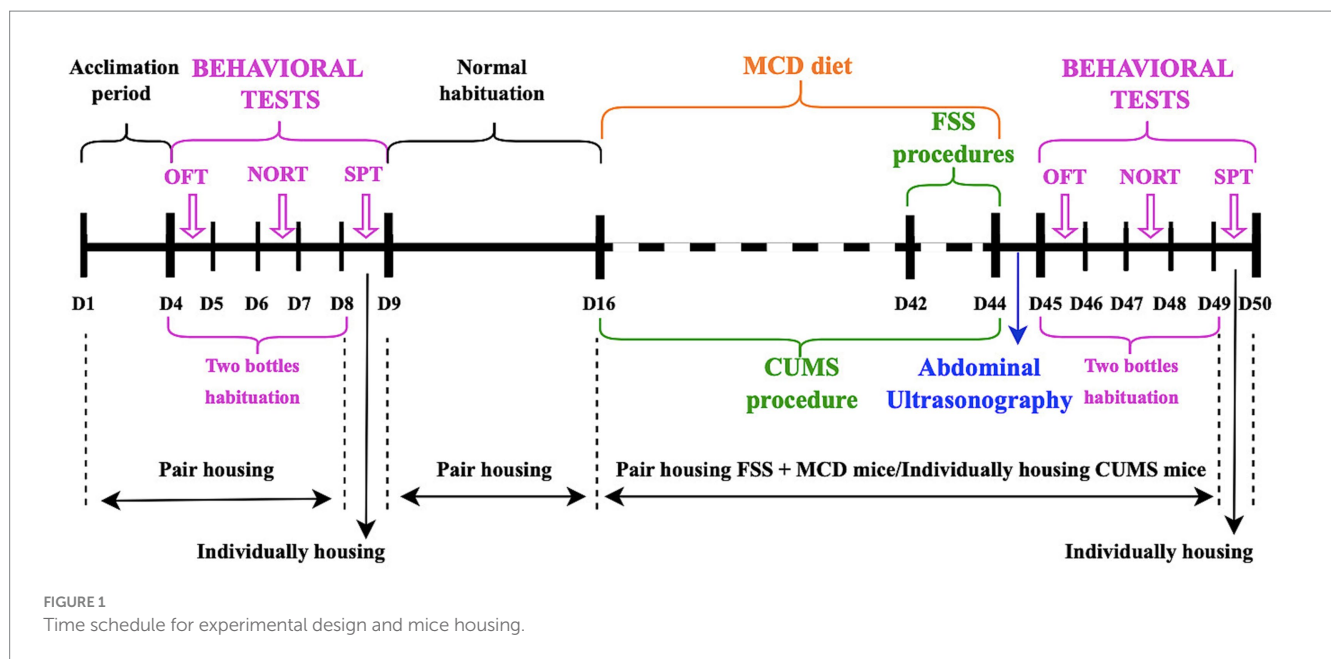 Acclimation
period
BEHAVIORAL
TESTS
Normal
habituation
MCD diet
FSS
procedures
BEHAVIORAL
TESTS
OFT
NORT
SPT
OFT
NORT
SPT
D1
D4
D5
D6
D7
D8
D9
D16
D42
D44
D45
D46
D47
D48
D49
D50
Two bottles
habituation
CUMS
procedure
Abdominal
Ultrasonography
Two bottles
habituation
Pair housing
Pair housing
Pair housing FSS + MCD mice/Individually housing CUMS mice
Individually housing
Individually housing
FIGURE 1
Time schedule for experimental design and mice housing.